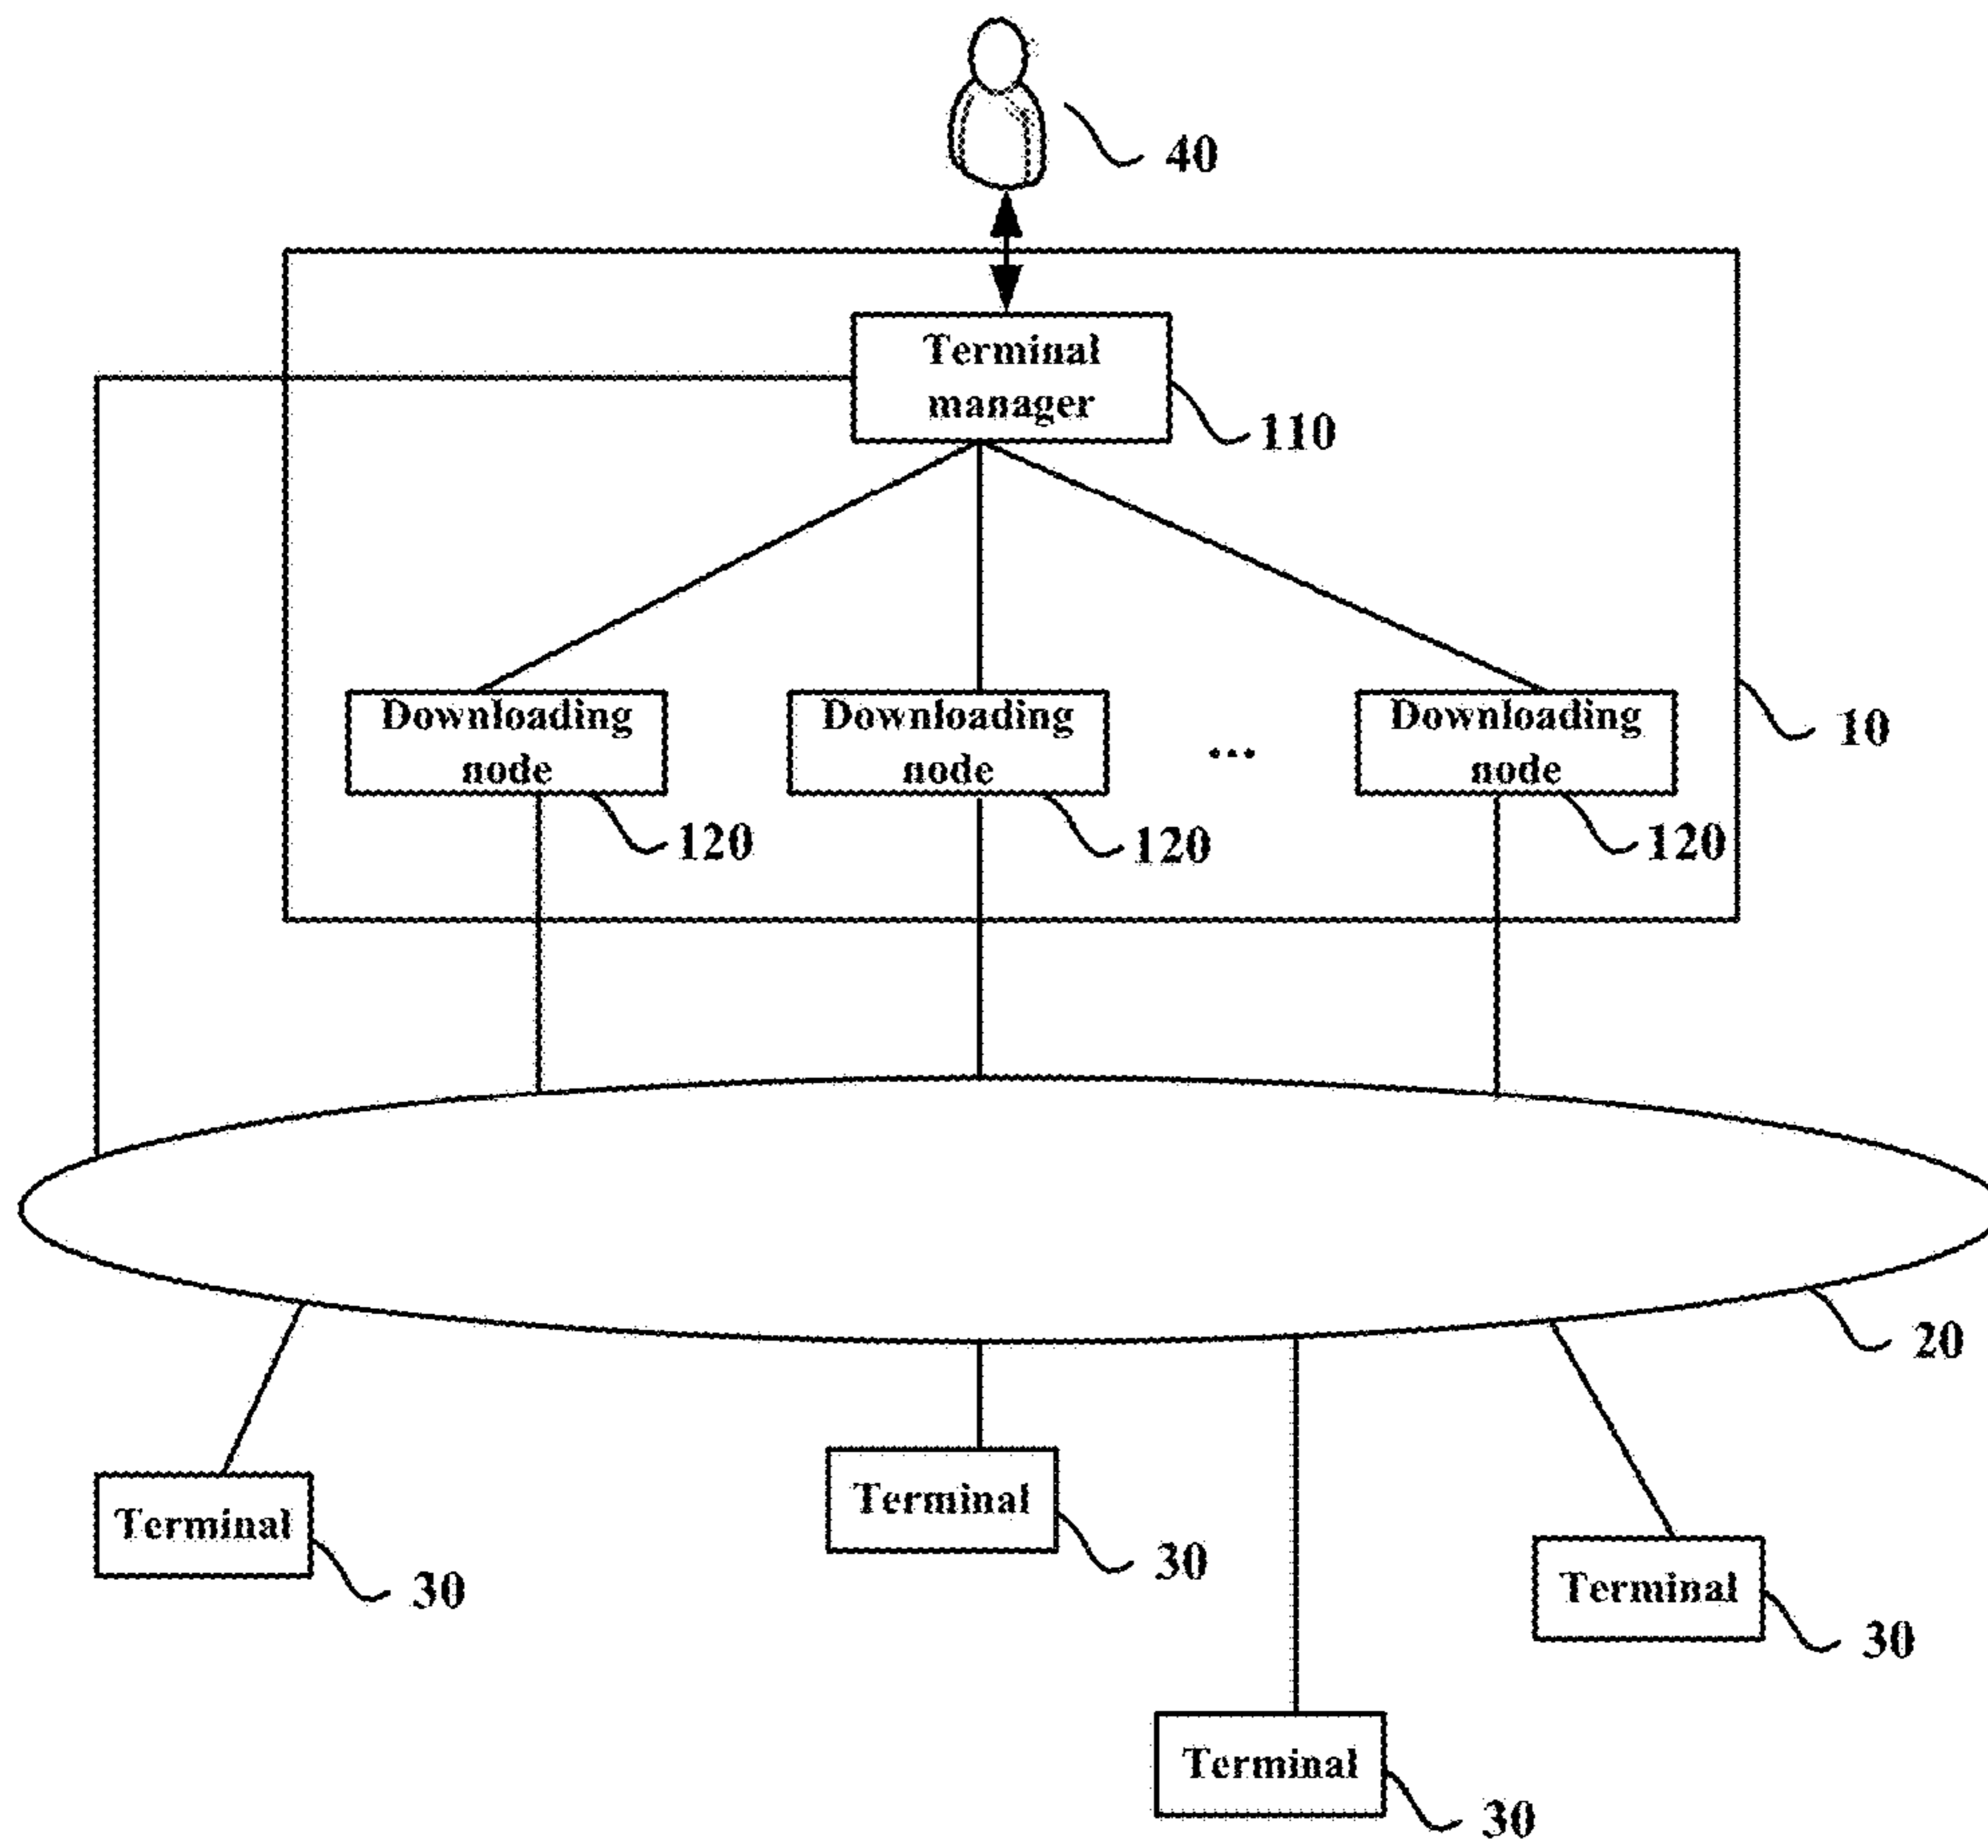 40
Terminal
manager
110
Downloading
node
Downloading
node
...
Downloading
node
10
120
120
120
20
Terminal
30
Terminal
30
Terminal
30
Terminal
30